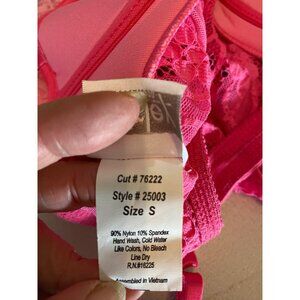 Cut # 76222
Style # 25003
Size S
90% Nylon 10% Spandex
Hand Wash, Cold Water
Like Colors, No Bleach
Line Dry
R.N.#16225
Assembled in Vietnam